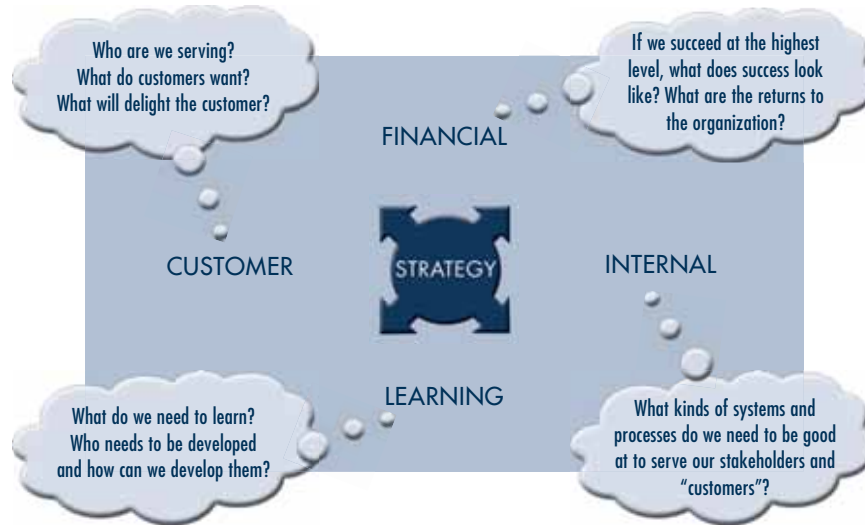 Who are we serving?
What do customers want?
What will delight the customer?
If we succeed at the highest
level, what does success look
like? What are the returns to
the organization?
FINANCIAL
CUSTOMER
STRATEGY
INTERNAL
LEARNING
What do we need to learn?
Who needs to be developed
and how can we develop them?
What kinds of systems and
processes do we need to be good
at to serve our stakeholders and
“customers”?